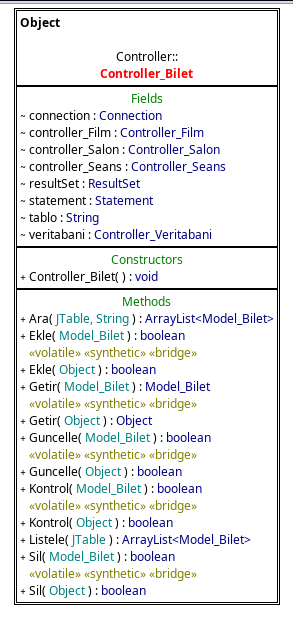 Object
Controller::
Controller_Bilet
Fields
~ connection : Connection
~ controller_Film : Controller_Film
~ controller_Salon : Controller_Salon
~ controller_Seans : Controller_Seans
~ resultSet : ResultSet
~ statement : Statement
~ tablo : String
~ veritabani : Controller_Veritabani
Constructors
+ Controller_Bilet( ) : void
Methods
+ Ara( JTable, String ) : ArrayList<Model_Bilet>
+ Ekle( Model_Bilet ) : boolean
«volatile» «synthetic» «bridge»
+ Ekle( Object ) : boolean
+ Getir( Model_Bilet ) : Model_Bilet
«volatile» «synthetic» «bridge»
+ Getir( Object ) : Object
+ Guncelle( Model_Bilet ) : boolean
«volatile» «synthetic» «bridge»
+ Guncelle( Object ) : boolean
+ Kontrol( Model_Bilet ) : boolean
«volatile» «synthetic» «bridge»
+ Kontrol( Object ) : boolean
+ Listele( JTable ) : ArrayList<Model_Bilet>
+ Sil( Model_Bilet ) : boolean
«volatile» «synthetic» «bridge»
+ Sil( Object ) : boolean